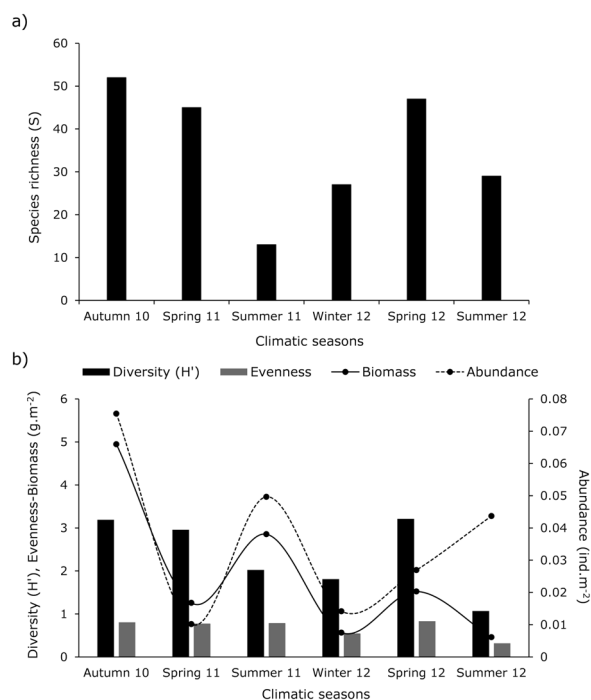 a)
60
50
40
30
20
10
0
Species richness (S)
Autumn 10 Spring 11 Summer 11 Winter 12 Spring 12 Summer 12
Climatic seasons
b)
Diversity (H') Evenness Biomass Abundance
6
5
4
3
2
1
0
Diversity (H'), Evenness-Biomass (g.m-2)
0.08
0.07
0.06
0.05
0.04
0.03
0.02
0.01
0
Abundance (ind.m-2)
Autumn 10 Spring 11 Summer 11 Winter 12 Spring 12 Summer 12
Climatic seasons